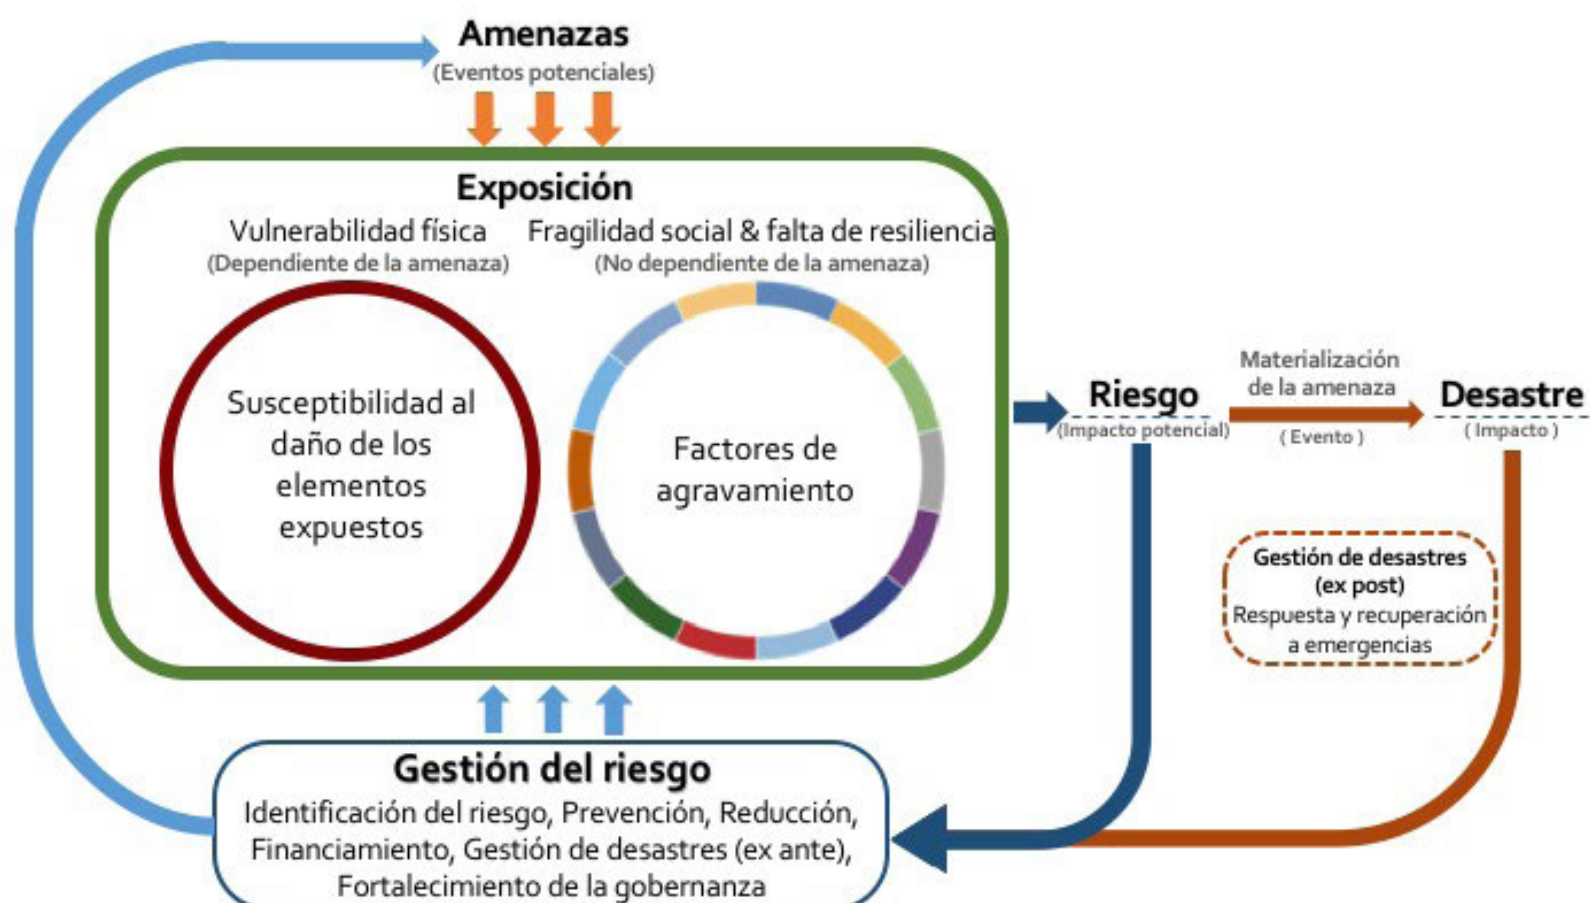 Amenazas
(Eventos potenciales)
Exposición
Vulnerabilidad física
(Dependiente de la amenaza)
Fragilidad social & falta de resiliencia
(No dependiente de la amenaza)
Susceptibilidad al
daño de los
elementos
expuestos
Factores de
agravamiento
Riesgo
(Impacto potencial)
Materialización
de la amenaza
( Evento )
Desastre
( Impacto )
Gestión de desastres
(ex post)
Respuesta y recuperación
a emergencias
Gestión del riesgo
Identificación del riesgo, Prevención, Reducción,
Financiamiento, Gestión de desastres (ex ante),
Fortalecimiento de la gobernanza